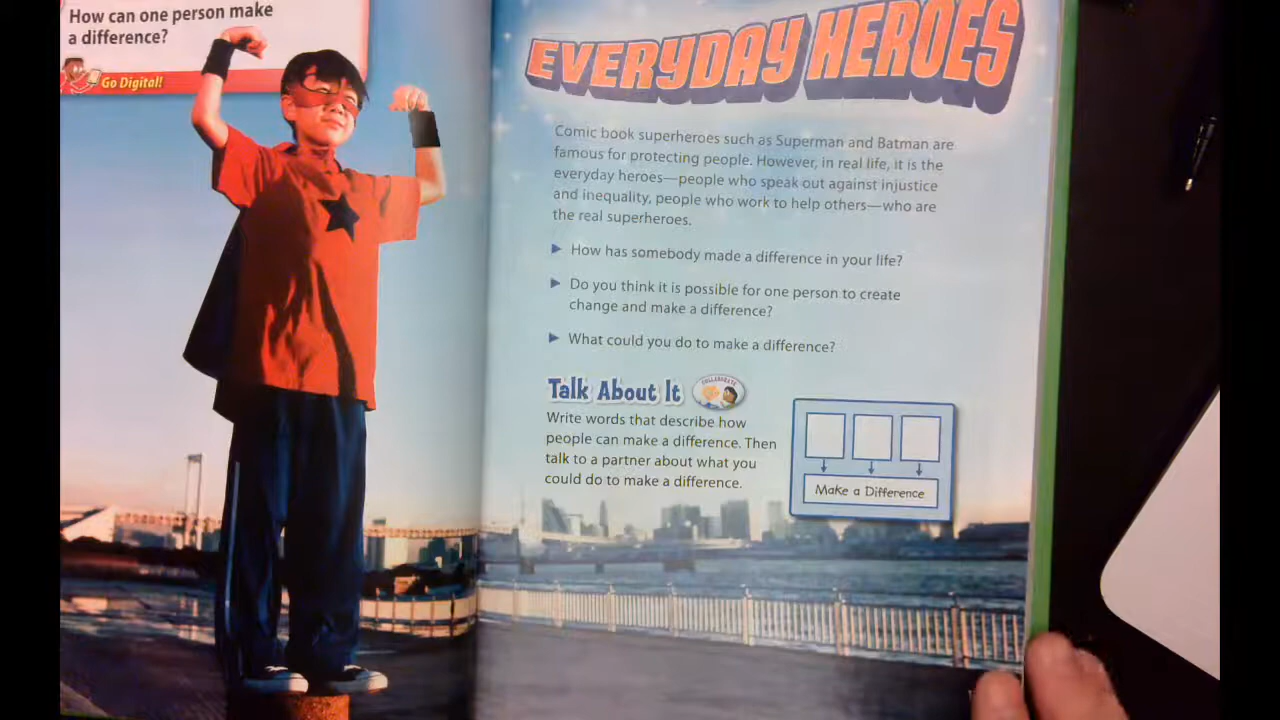 How can one person make
a difference?
Go Digital!
EVERYDAY HEROES
Comic book superheroes such as Superman and Batman are
famous for protecting people. However, in real life, it is the
everyday heroes—people who speak out against injustice
and inequality, people who work to help others—who are
the real superheroes.
How has somebody made a difference in your life?
Do you think it is possible for one person to create
change and make a difference?
What could you do to make a difference?
Talk About It
COLLABORATE
Write words that describe how
people can make a difference. Then
talk to a partner about what you
could do to make a difference.
Make a Difference